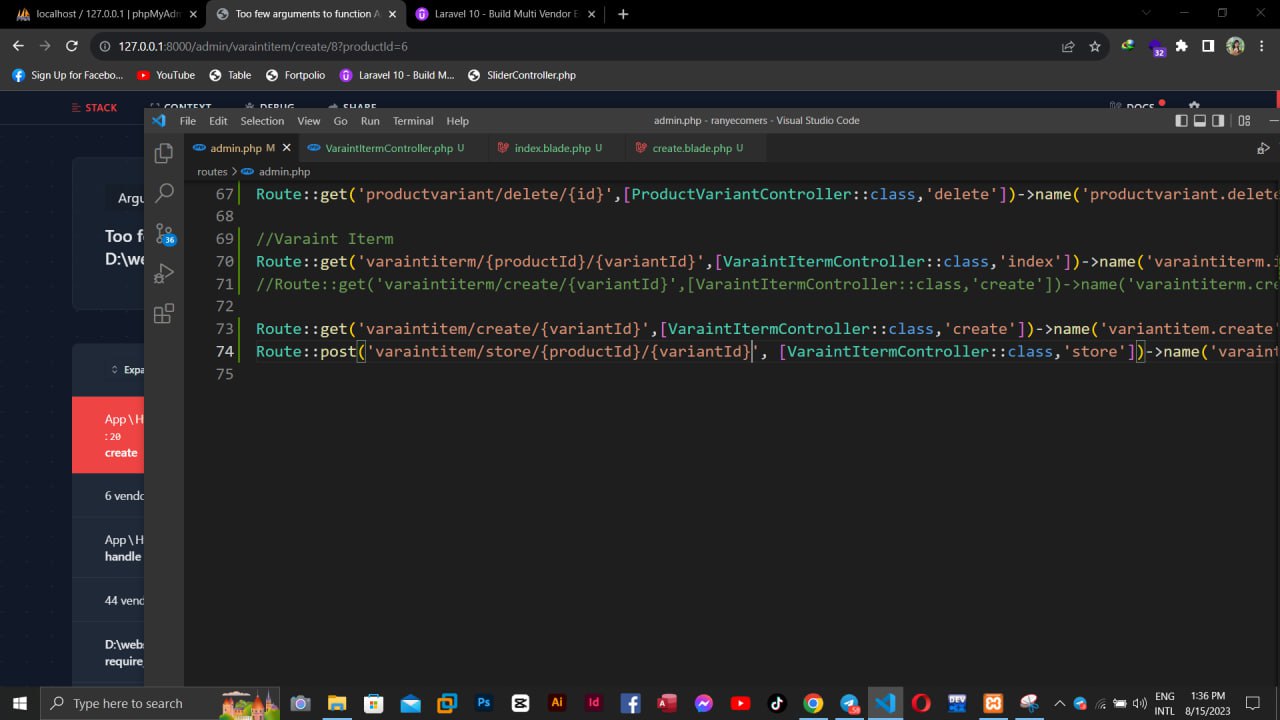 localhost / 127.0.0.1 | phpMyAdm
Too few arguments to function A
Laravel 10 - Build Multi Vendor E
127.0.0.1:8000/admin/varaintitem/create/8?productId=6
32
Sign Up for Facebo...
YouTube
Table
Fortpolio
Laravel 10 - Build M...
SliderController.php
STACK
CONTEXT
DEBUG
SHARE
DOCS
File Edit Selection View Go Run Terminal Help
admin.php - ranyecomers - Visual Studio Code
admin.php M
VaraintItermController.php U
index.blade.php U
create.blade.php U
routes > admin.php
36
67 Route::get('productvariant/delete/{id}',[ProductVariantController::class,'delete'])->name('productvariant.delete
68
69 //Varaint Iterm
70 Route::get('varaintiterm/{productId}/{variantId}',[VaraintItermController::class,'index'])->name('varaintiterm.i
71 //Route::get('varaintiterm/create/{variantId}',[VaraintItermController::class,'create'])->name('varaintiterm.cre
72
73 Route::get('varaintitem/create/{variantId}',[VaraintItermController::class,'create'])->name('variantitem.create'
74 Route::post('varaintitem/store/{productId}/{variantId}', [VaraintItermController::class,'store'])->name('varaint
75
Argu
Too f
D:\we
Expa
App \ H
: 20
create
6 vendo
App \ H
handle
44 vend
D:\webs
require_
Type here to search
ENG
INTL
1:36 PM
8/15/2023